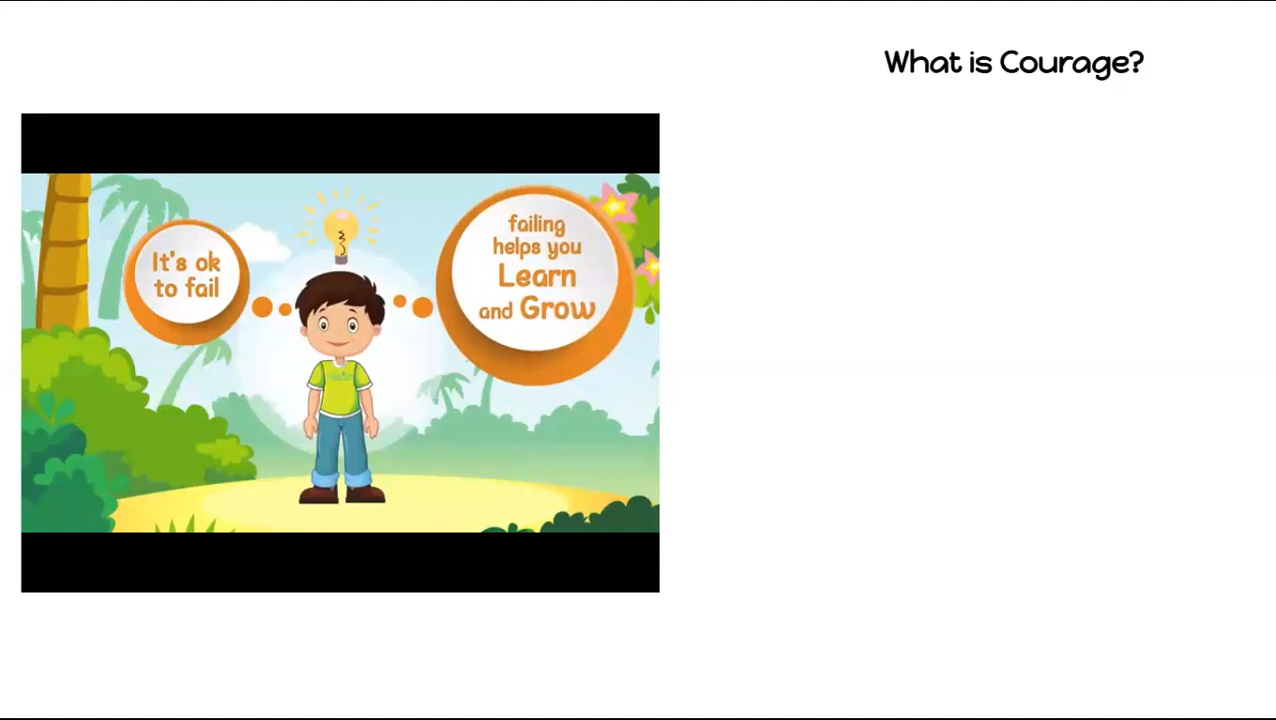 What is Courage?
It's ok
to fail
failing
helps you
Learn
and Grow